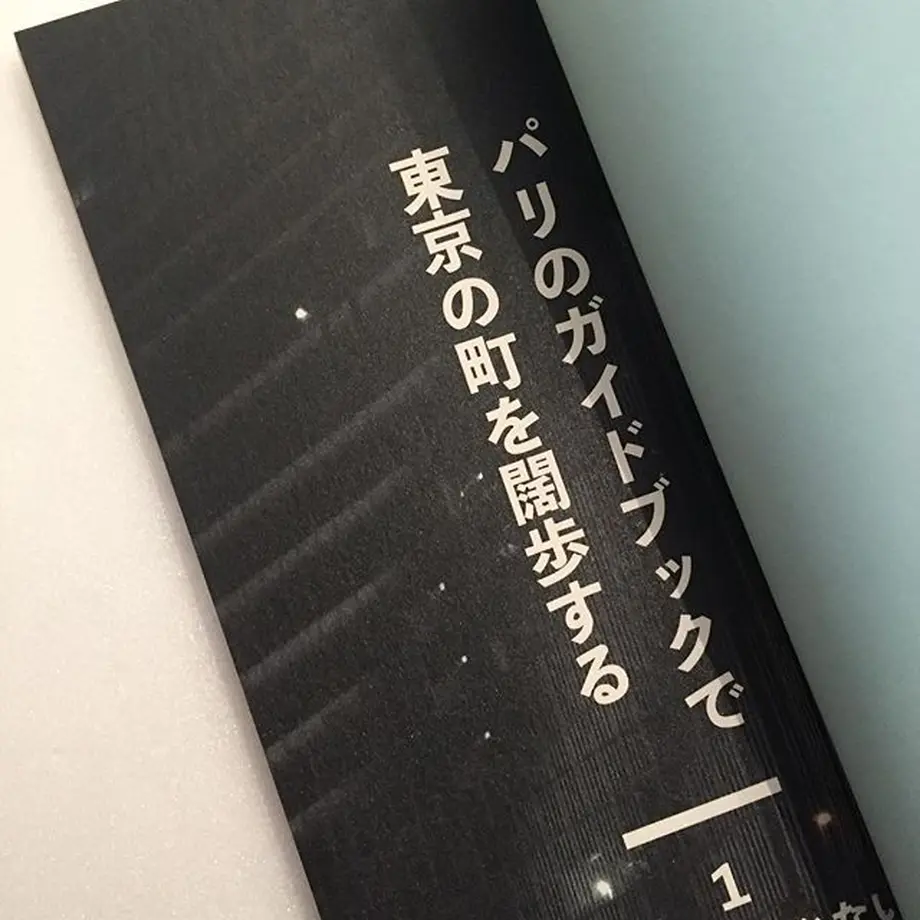 パリのガイドブックで
東京の町を闊歩する
1